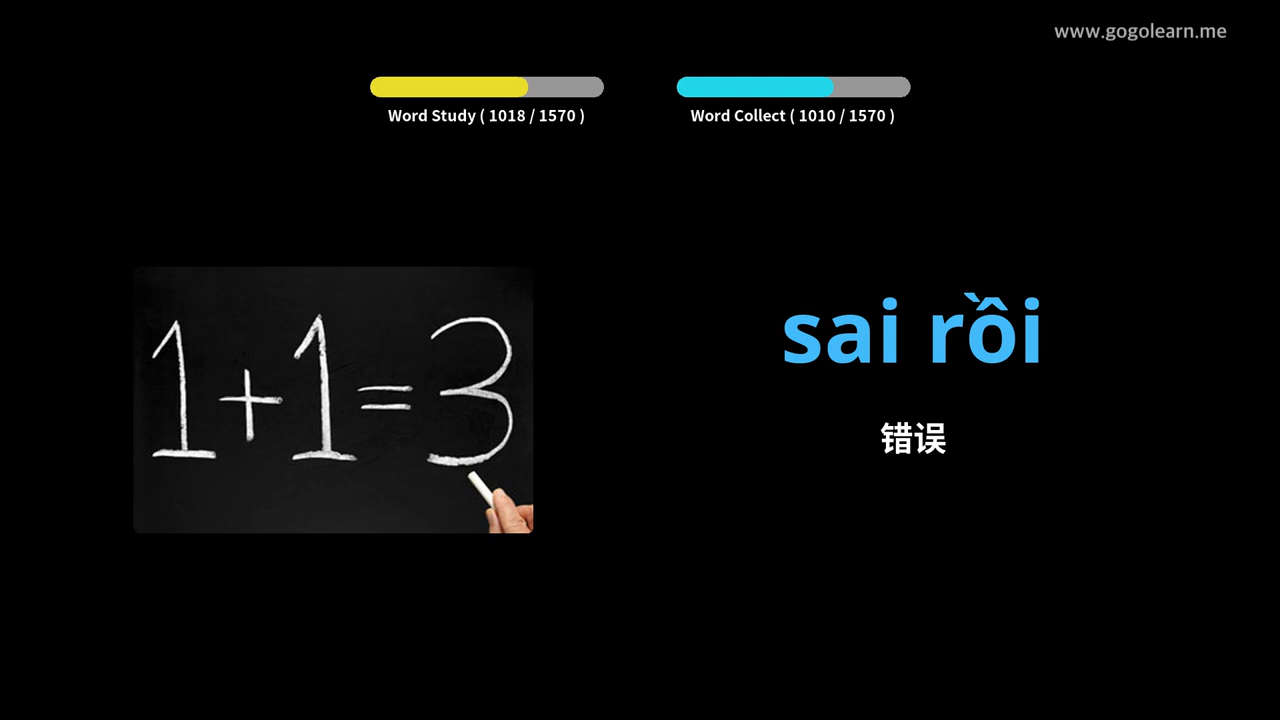 www.gogolearn.me
Word Study ( 1018 / 1570 )
Word Collect ( 1010 / 1570 )
1+1=3
sai rồi
错误